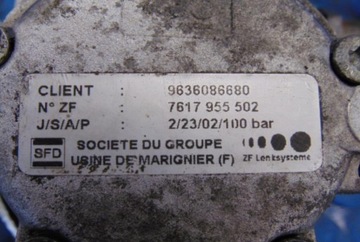 CLIENT : 9636086680
N° ZF : 7617 955 502
J/S/A/P : 2/23/02/100 bar
SFD SOCIETE DU GROUPE
USINE DE MARIGNIER (F) ZF Lenksysteme